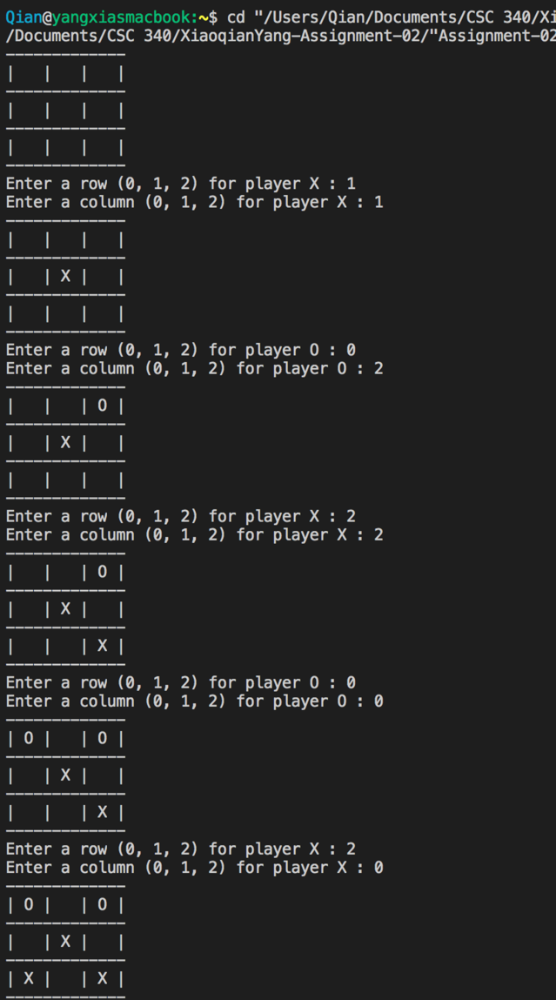 Qian@yangxiasmacbook:~$ cd "/Users/Qian/Documents/CSC 340/Xi
/Documents/CSC 340/XiaoqianYang-Assignment-02/"Assignment-02
-------------
|   |   |   |
-------------
|   |   |   |
-------------
|   |   |   |
-------------
Enter a row (0, 1, 2) for player X : 1
Enter a column (0, 1, 2) for player X : 1
-------------
|   |   |   |
-------------
|   | X |   |
-------------
|   |   |   |
-------------
Enter a row (0, 1, 2) for player O : 0
Enter a column (0, 1, 2) for player O : 2
-------------
|   |   | O |
-------------
|   | X |   |
-------------
|   |   |   |
-------------
Enter a row (0, 1, 2) for player X : 2
Enter a column (0, 1, 2) for player X : 2
-------------
|   |   | O |
-------------
|   | X |   |
-------------
|   |   | X |
-------------
Enter a row (0, 1, 2) for player O : 0
Enter a column (0, 1, 2) for player O : 0
-------------
| O |   | O |
-------------
|   | X |   |
-------------
|   |   | X |
-------------
Enter a row (0, 1, 2) for player X : 2
Enter a column (0, 1, 2) for player X : 0
-------------
| O |   | O |
-------------
|   | X |   |
-------------
| X |   | X |
-------------